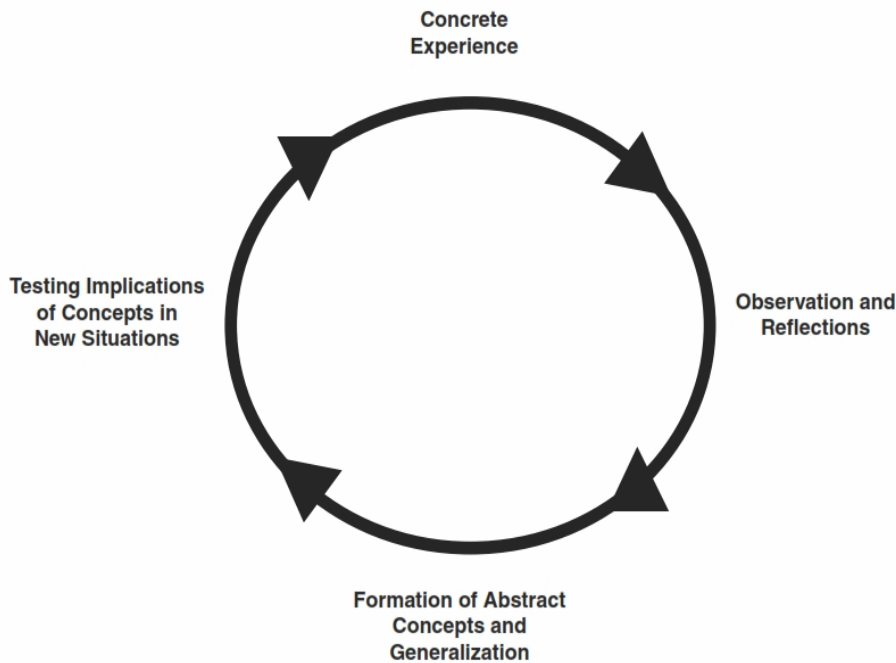 Concrete
Experience
Observation and
Reflections
Formation of Abstract
Concepts and
Generalization
Testing Implications
of Concepts in
New Situations